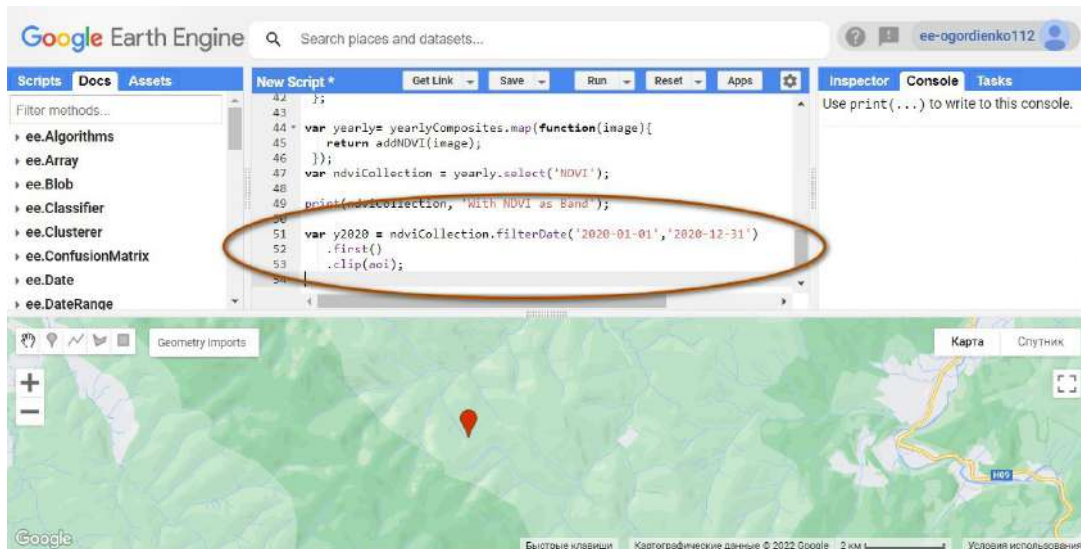 Google Earth Engine
Search places and datasets...
ee-ogordienko112
Scripts Docs Assets
New Script *
Get Link Save Run Reset Apps
Inspector Console Tasks
Filter methods...
ee.Algorithms
ee.Array
ee.Blob
ee.Classifier
ee.Clusterer
ee.ConfusionMatrix
ee.Date
ee.DateRange
42 };
43
44 var yearly= yearlyComposites.map(function(image){
45 return addNDVI(image);
46 });
47 var ndviCollection = yearly.select('NDVI');
48
49 print(ndviCollection, 'With NDVI as Band');
50
51 var y2020 = ndviCollection.filterDate('2020-01-01','2020-12-31')
52 .first()
53 .clip(aoi);
54
Use print(...) to write to this console.
Geometry Imports
Карта Спутник
+
−
H09
Google
Быстрые клавиши Картографические данные © 2022 Google 2 км Условия использования